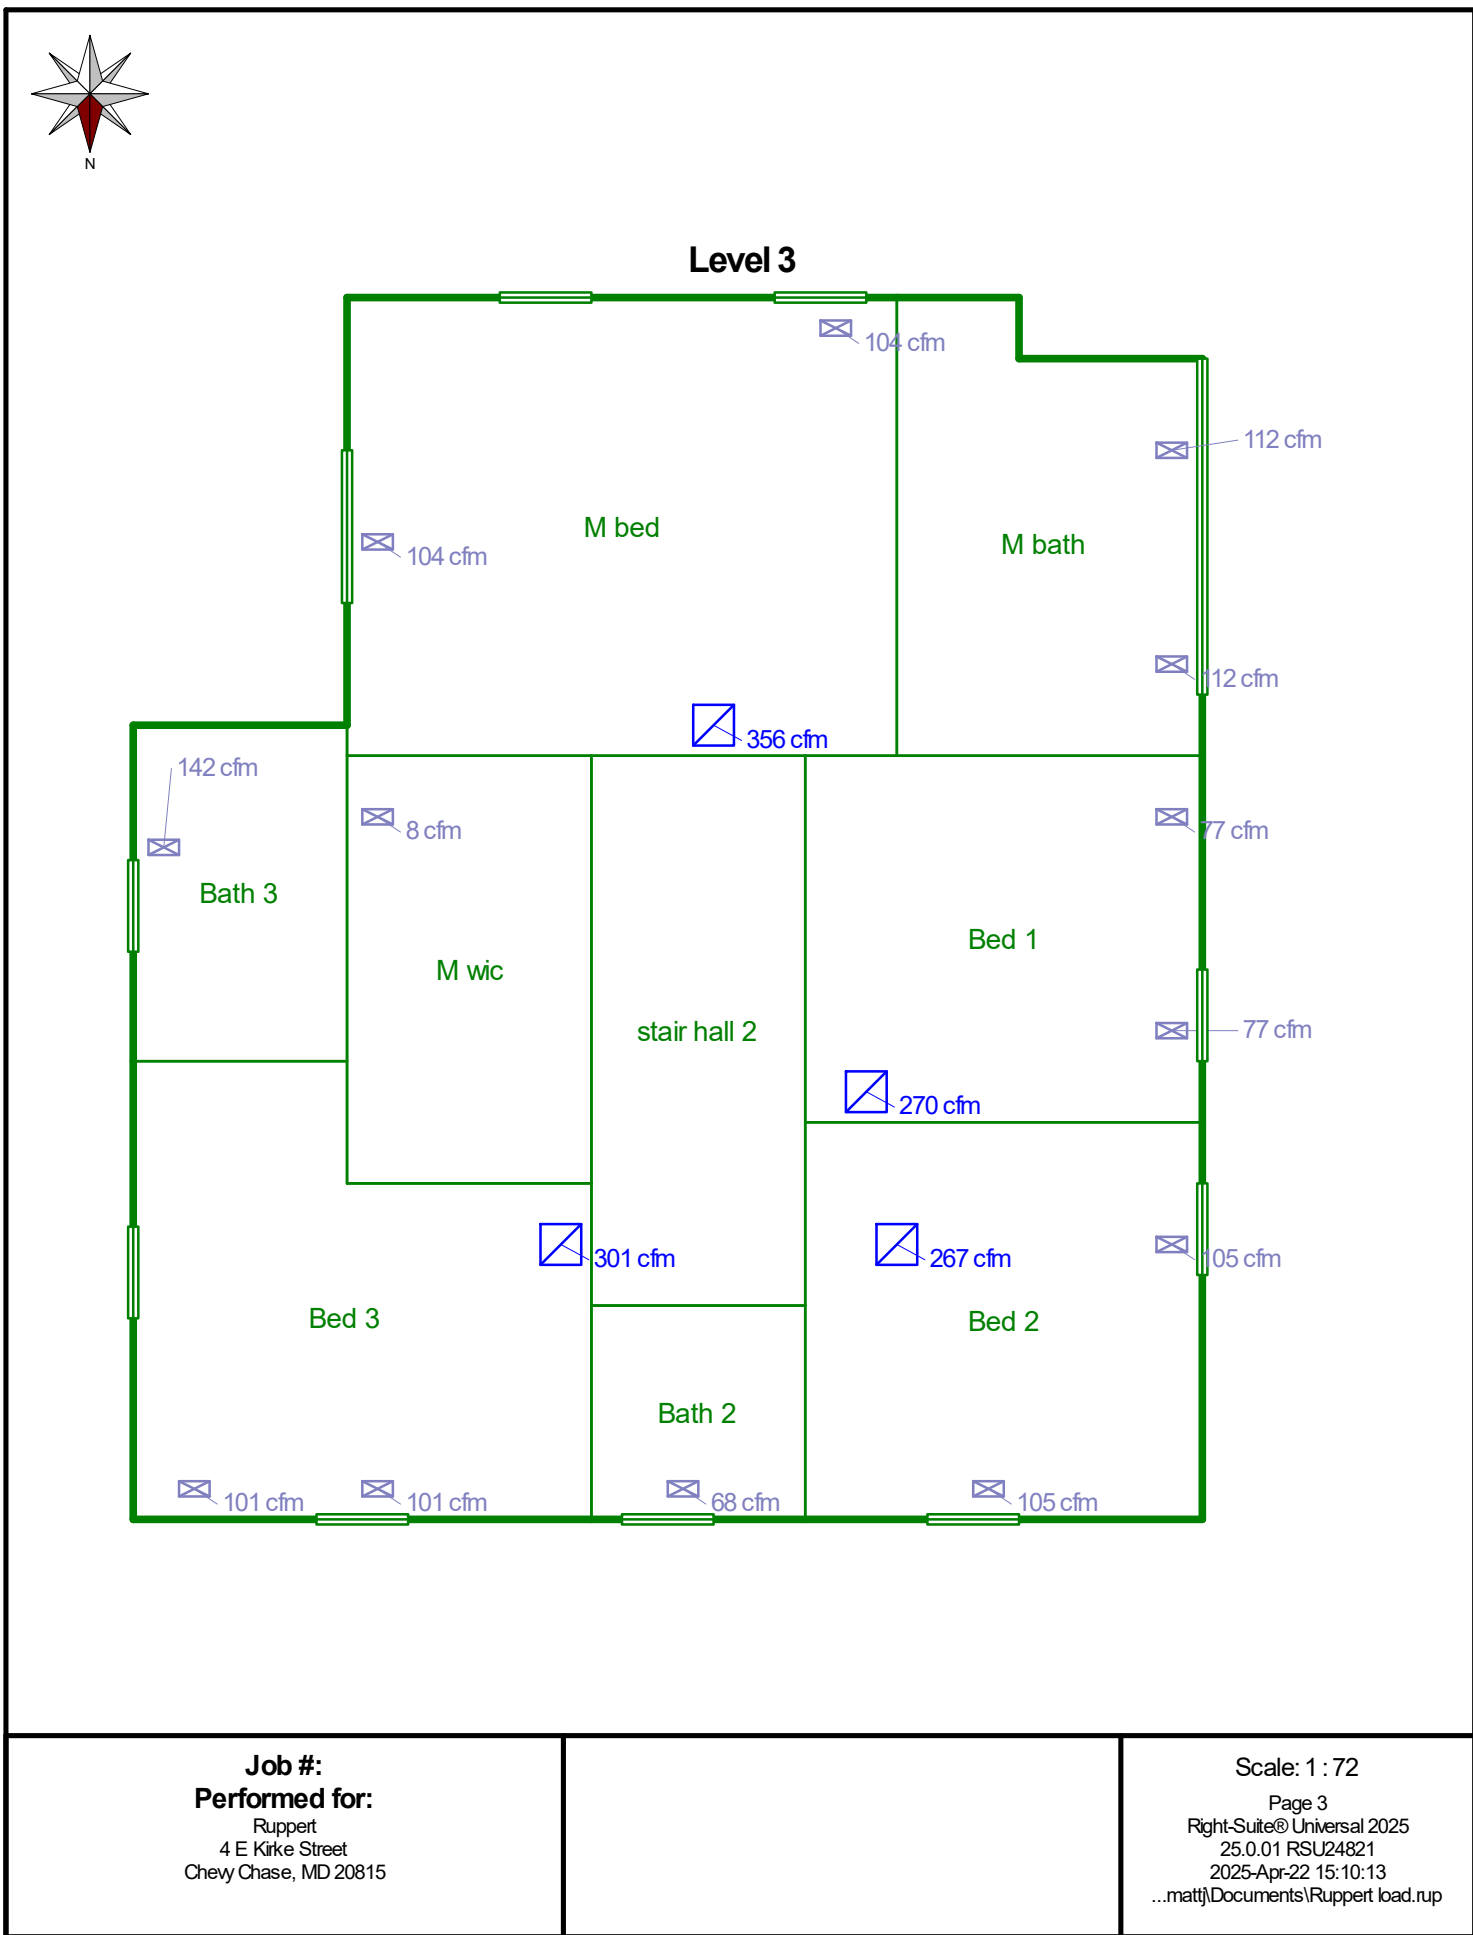 N
Level 3
104 cfm
112 cfm
M bed
M bath
104 cfm
112 cfm
356 cfm
142 cfm
8 cfm
77 cfm
Bath 3
Bed 1
M wic
stair hall 2
77 cfm
270 cfm
301 cfm
267 cfm
105 cfm
Bed 3
Bed 2
Bath 2
101 cfm
101 cfm
68 cfm
105 cfm
Job #:
Performed for:
Ruppert
4 E Kirke Street
Chevy Chase, MD 20815
Scale: 1 : 72
Page 3
Right-Suite® Universal 2025
25.0.01 RSU24821
2025-Apr-22 15:10:13
...mattj\Documents\Ruppert load.rup